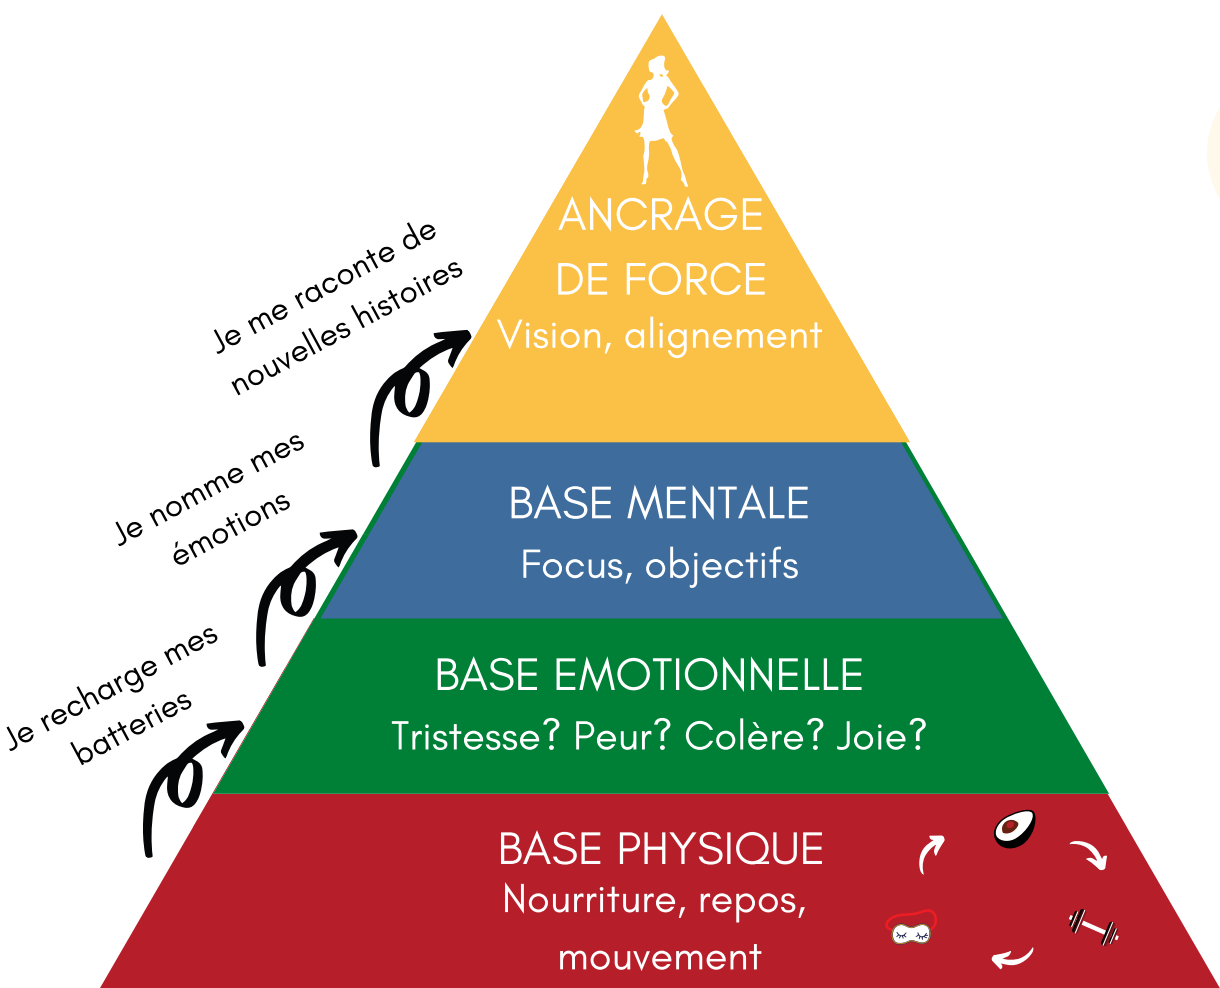 ANCRAGE
DE FORCE
Vision, alignement
Je me raconte de
nouvelles histoires
BASE MENTALE
Focus, objectifs
Je nomme mes
émotions
BASE EMOTIONNELLE
Tristesse? Peur? Colère? Joie?
Je recharge mes
batteries
BASE PHYSIQUE
Nourriture, repos,
mouvement